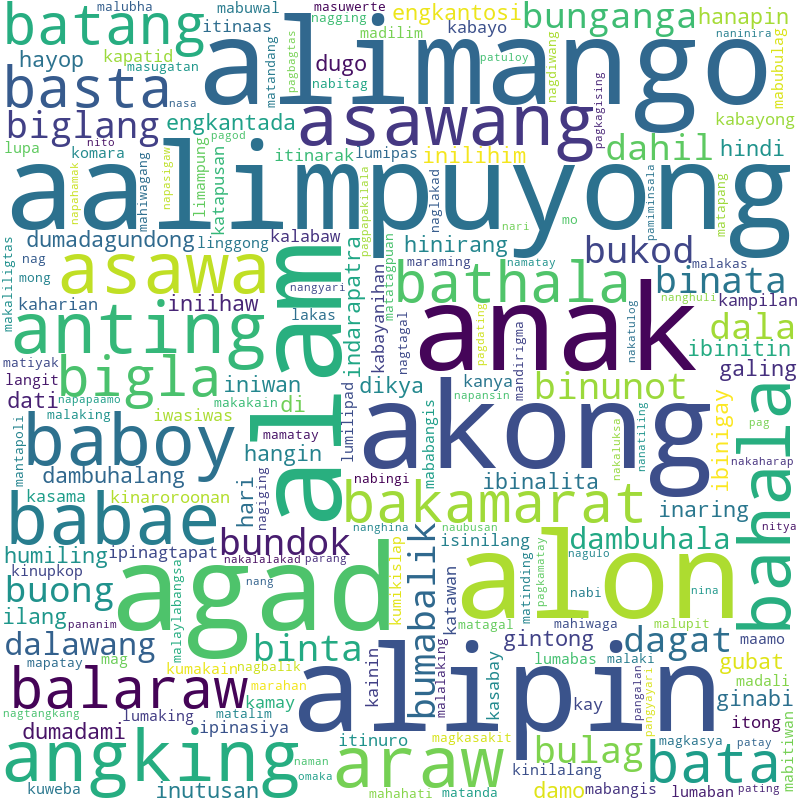 malubha mabuwal masuwerte engkantosi bunganga hanapin
batang itinaas nagging kabayo naninira
alimango
hayop kapatid masugatan matandang pagbagtas dugo madilim patuloy nagdiwang mabubulag
basta nasa nabitag kabayong
biglang asawang pagkagising
lupa nito engkantada pagod itinarak lumipas inilihim dahil hindi
komara mahiwagang napasigaw limampung katapusan
aalimpuyong
napahamak pagpapakilala naglakad nari mo pamiminsala matapang
dumadagundong linggong kalabaw hinirang bukod
makaliligtas nag mong asawa nangyari indarapatra matatagpuan maraming namatay malakas binata
kaharian iniihaw lakas kabayanihan bathala nanghuli kampilan
anting alam nagtagal pagdating mandirigma anak nakatulog dala
matiyak ibinitin
langit bigla iniwan lumilipad dikya kanya binunot galing
dati napapaamo makakain di napansin
mantapoli malaking iwasiwas mamatay akong nakaluksa nanatiling ibinigay pag bahala
baboy hangin mababangis nakaharap
dambuhalang nabingi ibinalita
kasama kinaroroonan hari nagiging bakamarat inaring nitya
babae nanghina naubusan
humiling ipinagtapat bundok bumabalik isinilang dambuhala
kinupkop nakalalakad parang kumikislap matinding pagkamatay nagulo
buong malaylabangsa agad nang alon nabi nina
ilang pananim katawan matagal mahiwaga malupit
dalawang binta malalaking gintong dagat maamo
mapatay mag kumakain nagbalik kainin kasabay lumabas kay pangalan pangyayari malaki gubat
balaraw marahan alipin madali
nagtangkang lumaking matalim kamay ginabi
dumadami ipinasiya itinuro magkasakit bulag itong
angking naman araw kinilalang bata magkasya patay mabitiwan
kuweba inutusan omaka mahahati matanda damo mabangis lumaban pating